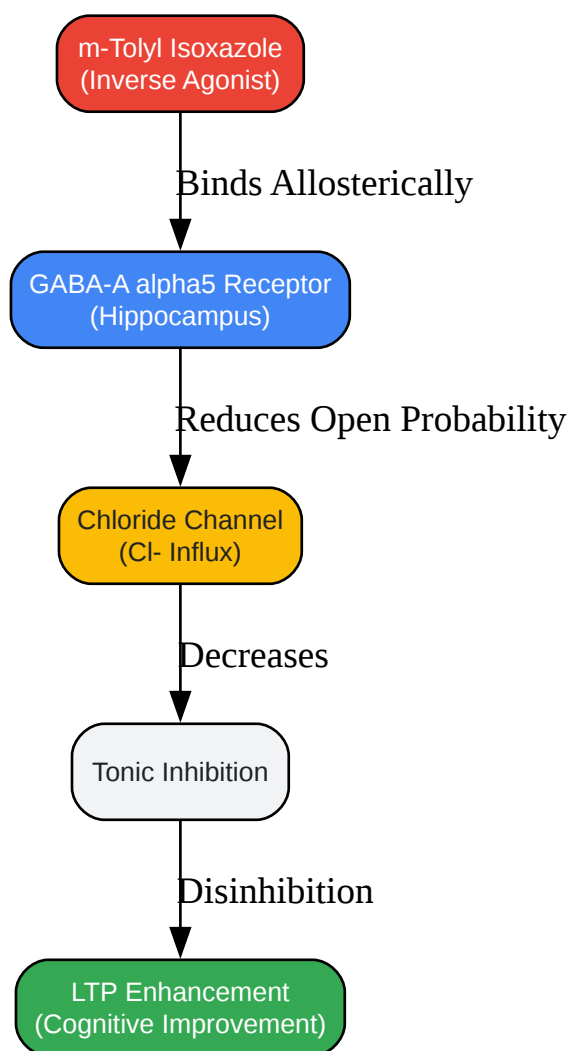 m-Tolyl Isoxazole
(Inverse Agonist)
Binds Allosterically
GABA-A alpha5 Receptor
(Hippocampus)
Reduces Open Probability
Chloride Channel
(Cl- Influx)
Decreases
Tonic Inhibition
Disinhibition
LTP Enhancement
(Cognitive Improvement)